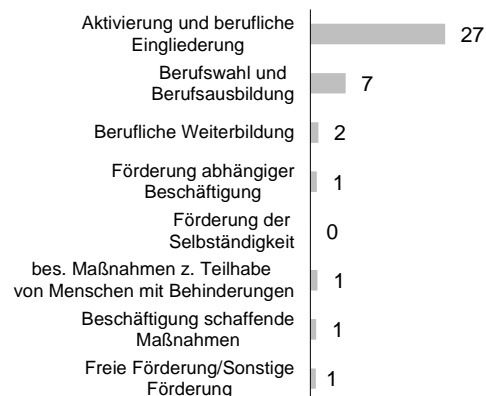 Aktivierung und berufliche
Eingliederung
27
Berufswahl und
Berufsausbildung
7
Berufliche Weiterbildung
2
Förderung abhängiger
Beschäftigung
1
Förderung der
Selbständigkeit
0
bes. Maßnahmen z. Teilhabe
von Menschen mit Behinderungen
1
Beschäftigung schaffende
Maßnahmen
1
Freie Förderung/Sonstige
Förderung
1